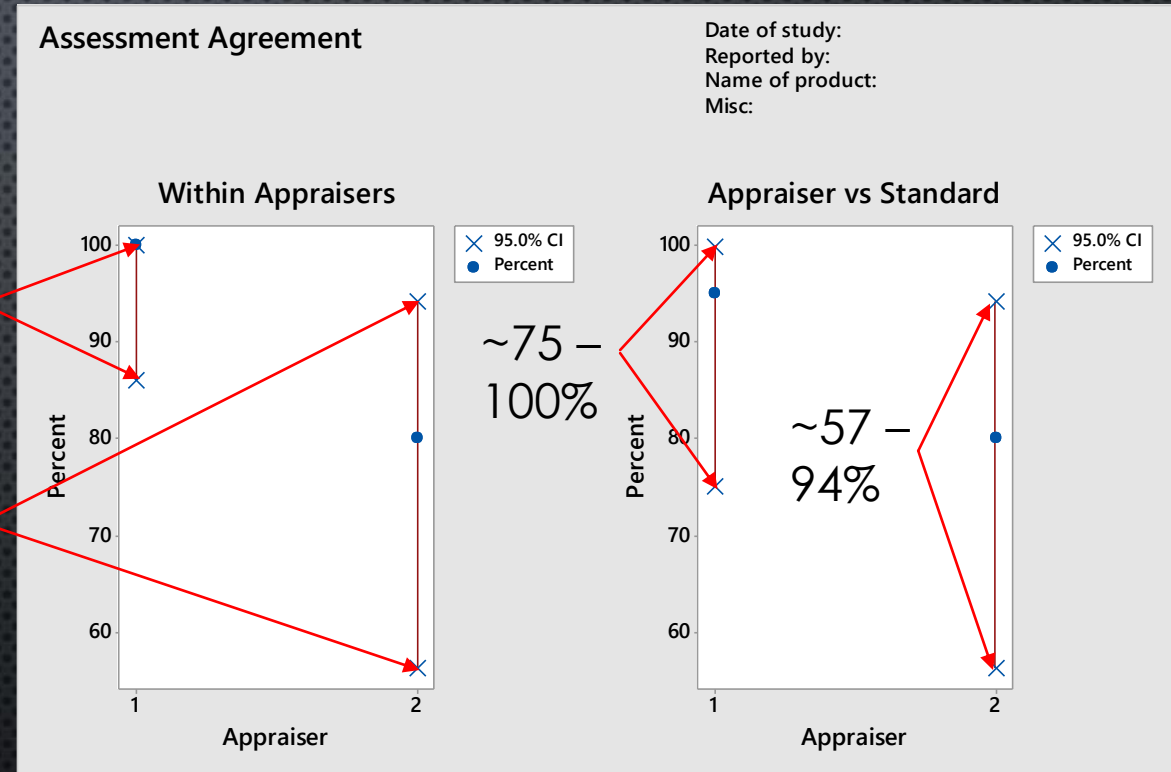 Assessment Agreement
Date of study:
Reported by:
Name of product:
Misc:
Within Appraisers
100
90
80
70
60
Percent
1
2
Appraiser
95.0% CI
Percent
~75 –
100%
Appraiser vs Standard
100
90
80
70
60
Percent
~57 –
94%
1
2
Appraiser
95.0% CI
Percent